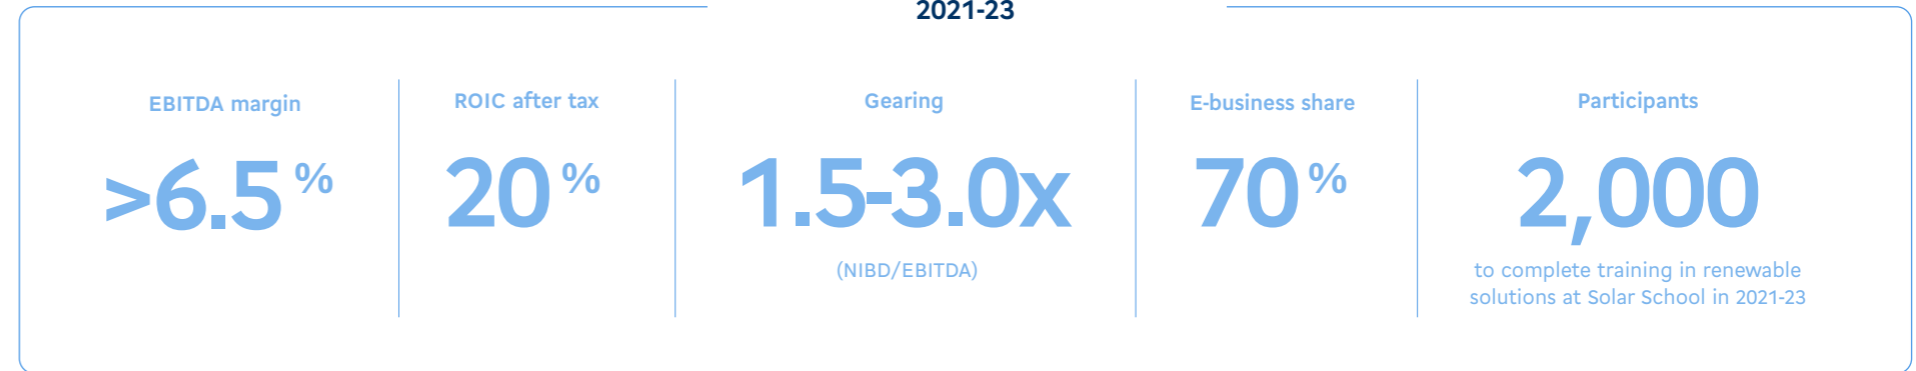 2021-23
EBITDA margin
>6.5%
ROIC after tax
20%
Gearing
1.5-3.0x
(NIBD/EBITDA)
E-business share
70%
Participants
2,000
to complete training in renewable
solutions at Solar School in 2021-23